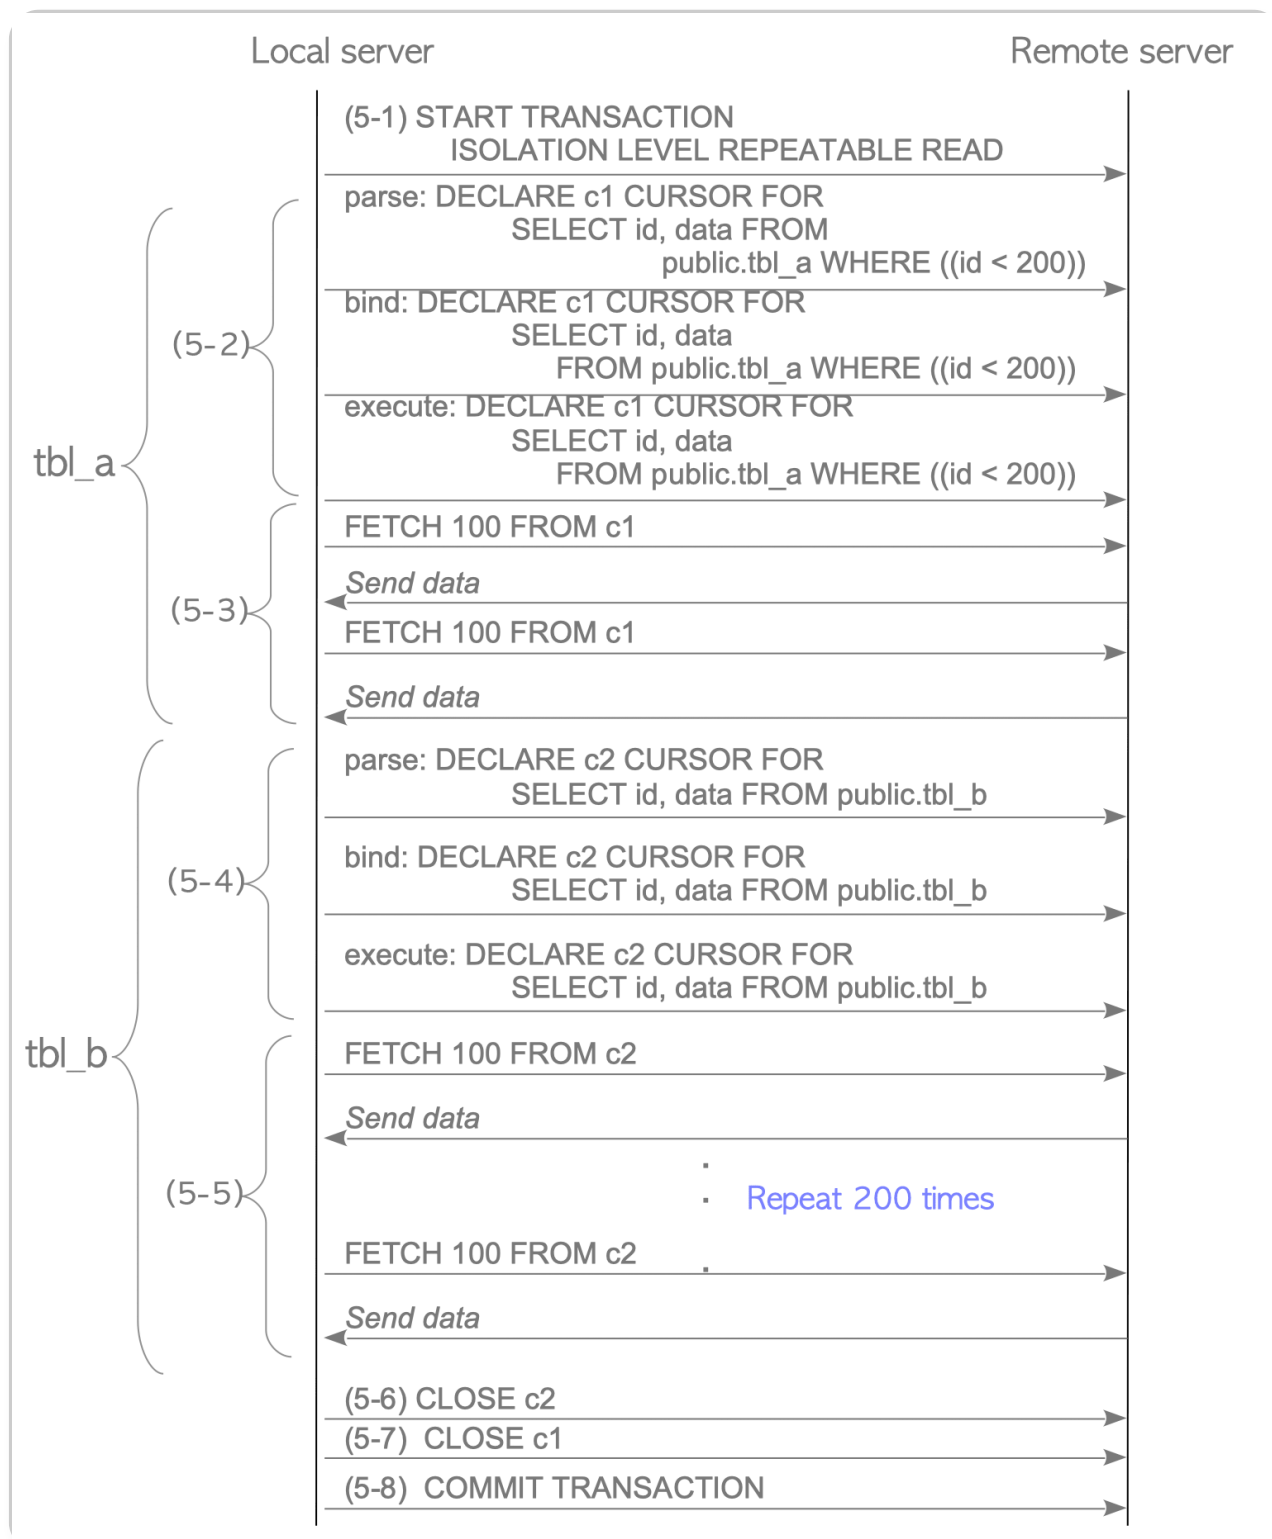 Local server
Remote server
(5-1) START TRANSACTION
ISOLATION LEVEL REPEATABLE READ
parse: DECLARE c1 CURSOR FOR
SELECT id, data FROM
public.tbl_a WHERE ((id < 200))
bind: DECLARE c1 CURSOR FOR
SELECT id, data
FROM public.tbl_a WHERE ((id < 200))
(5-2)
execute: DECLARE c1 CURSOR FOR
SELECT id, data
FROM public.tbl_a WHERE ((id < 200))
tbl_a
FETCH 100 FROM c1
Send data
(5-3)
FETCH 100 FROM c1
Send data
parse: DECLARE c2 CURSOR FOR
SELECT id, data FROM public.tbl_b
bind: DECLARE c2 CURSOR FOR
SELECT id, data FROM public.tbl_b
(5-4)
execute: DECLARE c2 CURSOR FOR
SELECT id, data FROM public.tbl_b
tbl_b
FETCH 100 FROM c2
Send data
(5-5)
Repeat 200 times
FETCH 100 FROM c2
Send data
(5-6) CLOSE c2
(5-7) CLOSE c1
(5-8) COMMIT TRANSACTION